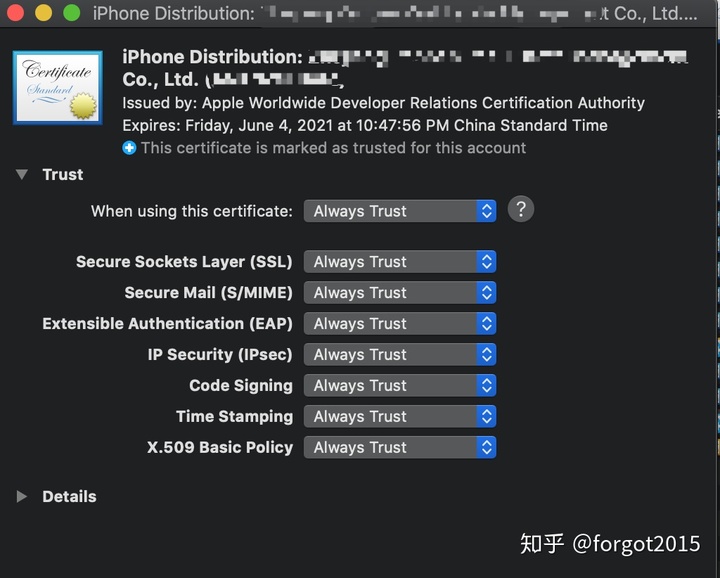 iPhone Distribution: t Co., Ltd....
Certificate
Standard
iPhone Distribution:
Co., Ltd. (
Issued by: Apple Worldwide Developer Relations Certification Authority
Expires: Friday, June 4, 2021 at 10:47:56 PM China Standard Time
This certificate is marked as trusted for this account
Trust
When using this certificate: Always Trust ?
Secure Sockets Layer (SSL) Always Trust
Secure Mail (S/MIME) Always Trust
Extensible Authentication (EAP) Always Trust
IP Security (IPsec) Always Trust
Code Signing Always Trust
Time Stamping Always Trust
X.509 Basic Policy Always Trust
Details
知乎 @forgot2015